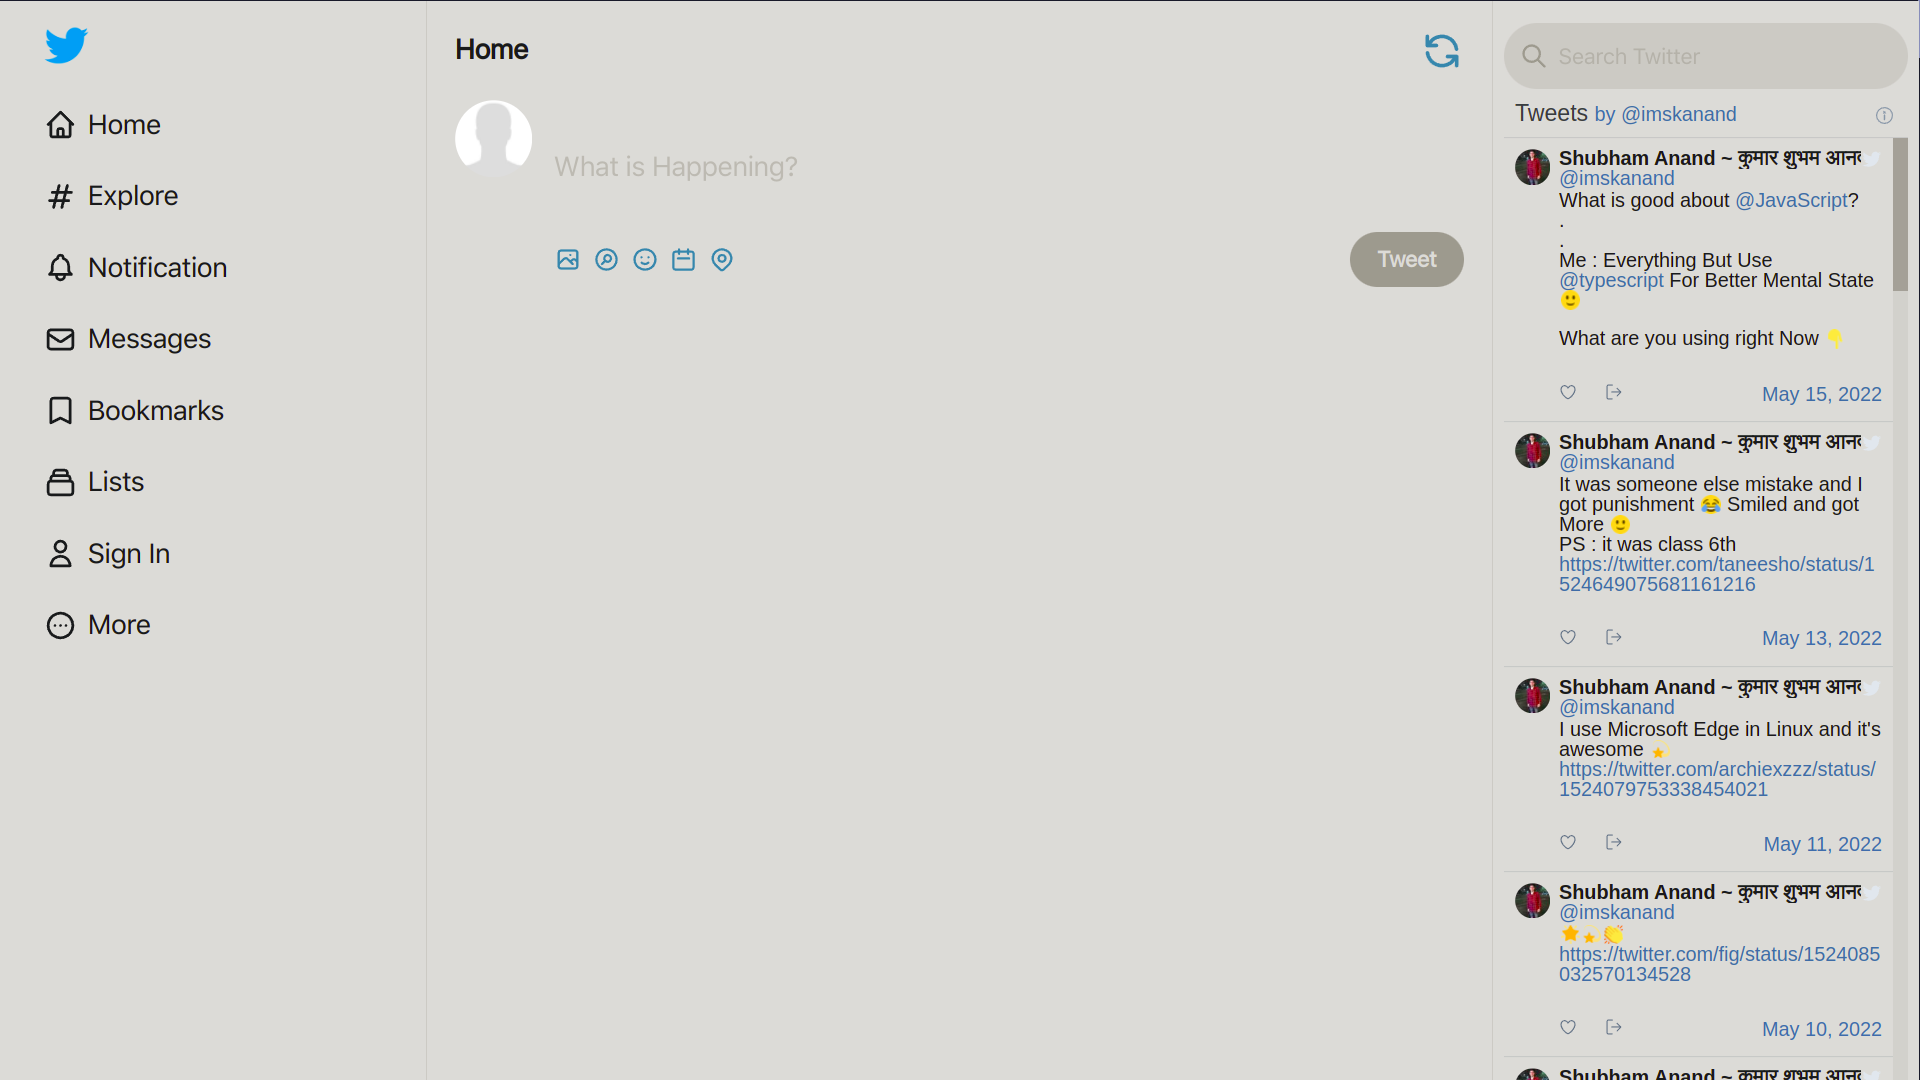 Home
Explore
Notification
Messages
Bookmarks
Lists
Sign In
More
Home
What is Happening?
Tweet
Search Twitter
Tweets by @imskanand
Shubham Anand ~ कुमार शुभम आनं
@imskanand
What is good about @JavaScript?
.
.
Me : Everything But Use
@typescript For Better Mental State
🙂
What are you using right Now 👇
May 15, 2022
Shubham Anand ~ कुमार शुभम आनं
@imskanand
It was someone else mistake and I
got punishment 😂 Smiled and got
More 🙂
PS : it was class 6th
https://twitter.com/taneesho/status/1
524649075681161216
May 13, 2022
Shubham Anand ~ कुमार शुभम आनं
@imskanand
I use Microsoft Edge in Linux and it's
awesome 💫
https://twitter.com/archiexzzz/status/
1524079753338454021
May 11, 2022
Shubham Anand ~ कुमार शुभम आनं
@imskanand
⭐💫👏
https://twitter.com/fig/status/1524085
032570134528
May 10, 2022
Shubham Anand ~ कुमार शुभम आनं